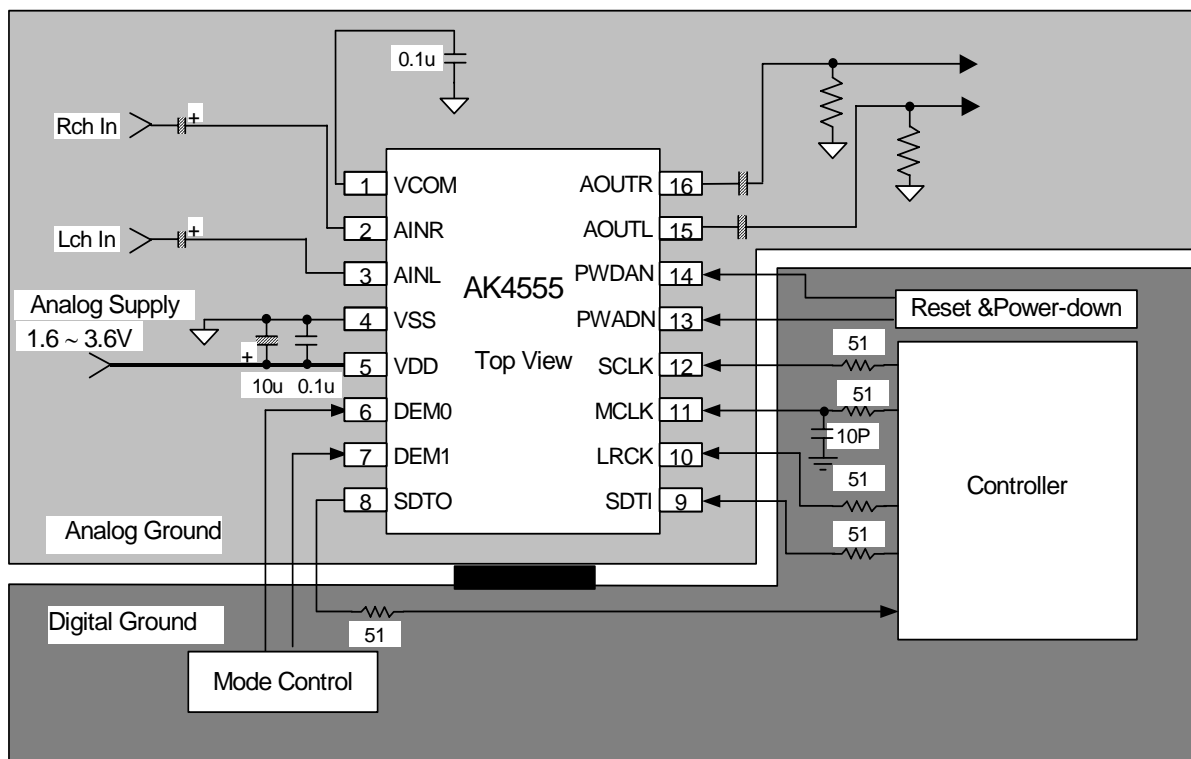 0.1u
Rch In
+
Lch In
+
Analog Supply
1.6 ~ 3.6V
+
10u
0.1u
1
VCOM
2
AINR
3
AINL
4
VSS
5
VDD
6
DEM0
7
DEM1
8
SDTO
AK4555
Top View
AOUTR
16
AOUTL
15
PWDAN
14
PWADN
13
SCLK
12
MCLK
11
LRCK
10
SDTI
9
Reset &Power-down
51
51
10P
51
51
Controller
Analog Ground
Digital Ground
51
Mode Control